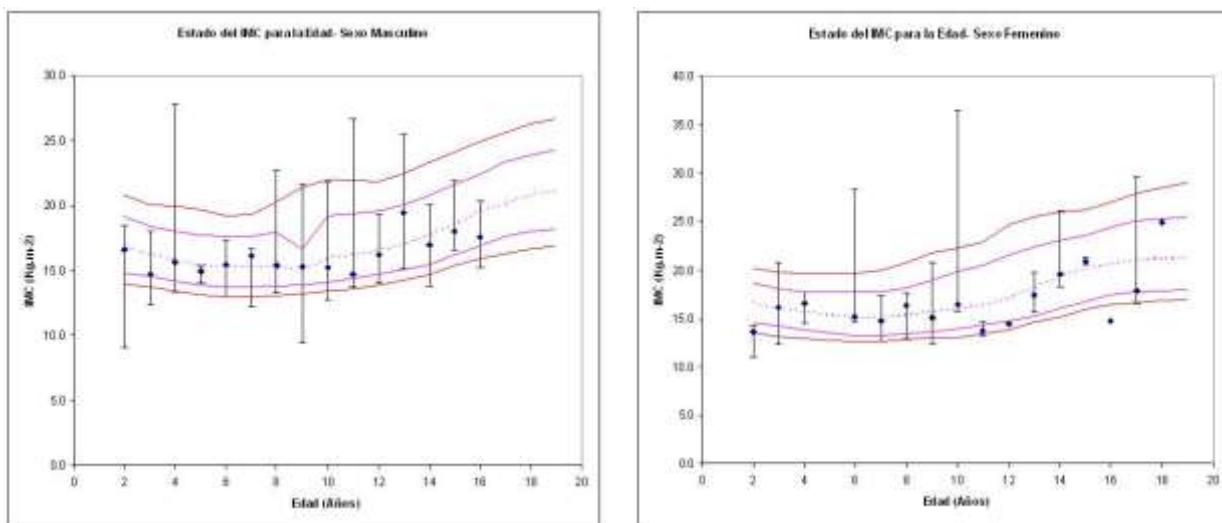 Estado del IMC para la Edad- Sexo Masculino
30.0
25.0
20.0
15.0
10.0
5.0
0.0
IMC (Kg.m-2)
0 2 4 6 8 10 12 14 16 18 20
Edad (Años)
Estado del IMC para la Edad- Sexo Femenino
40.0
35.0
30.0
25.0
20.0
15.0
10.0
5.0
0.0
IMC (Kg.m-2)
0 2 4 6 8 10 12 14 16 18 20
Edad (Años)